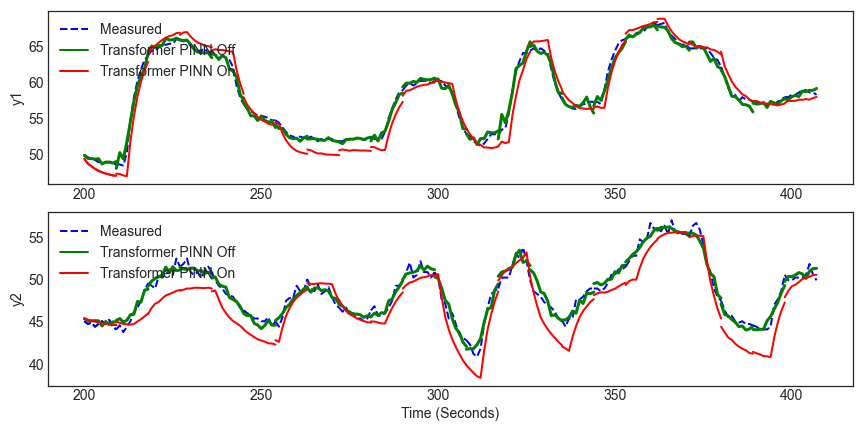 Measured
Transformer PINN Off
Transformer PINN On
y1
65
60
55
50
200
250
300
350
400
Measured
Transformer PINN Off
Transformer PINN On
y2
55
50
45
40
200
250
300
350
400
Time (Seconds)